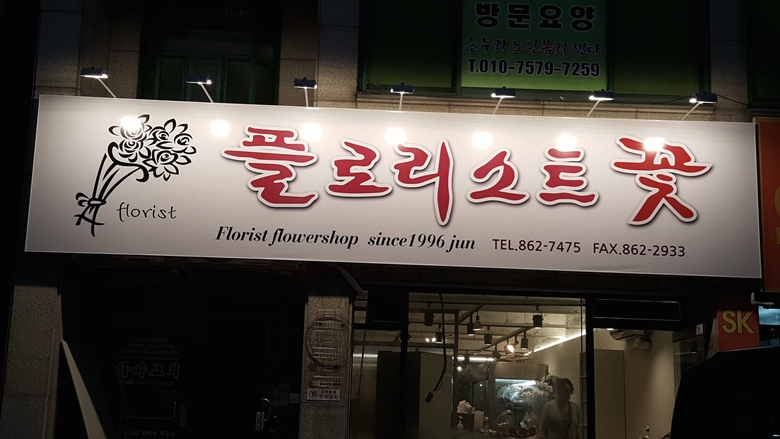 방문요양
T.010-7579-7259
florist
플로리스트 꽃
Florist flowershop since1996 jun TEL.862-7475 FAX.862-2933
SK